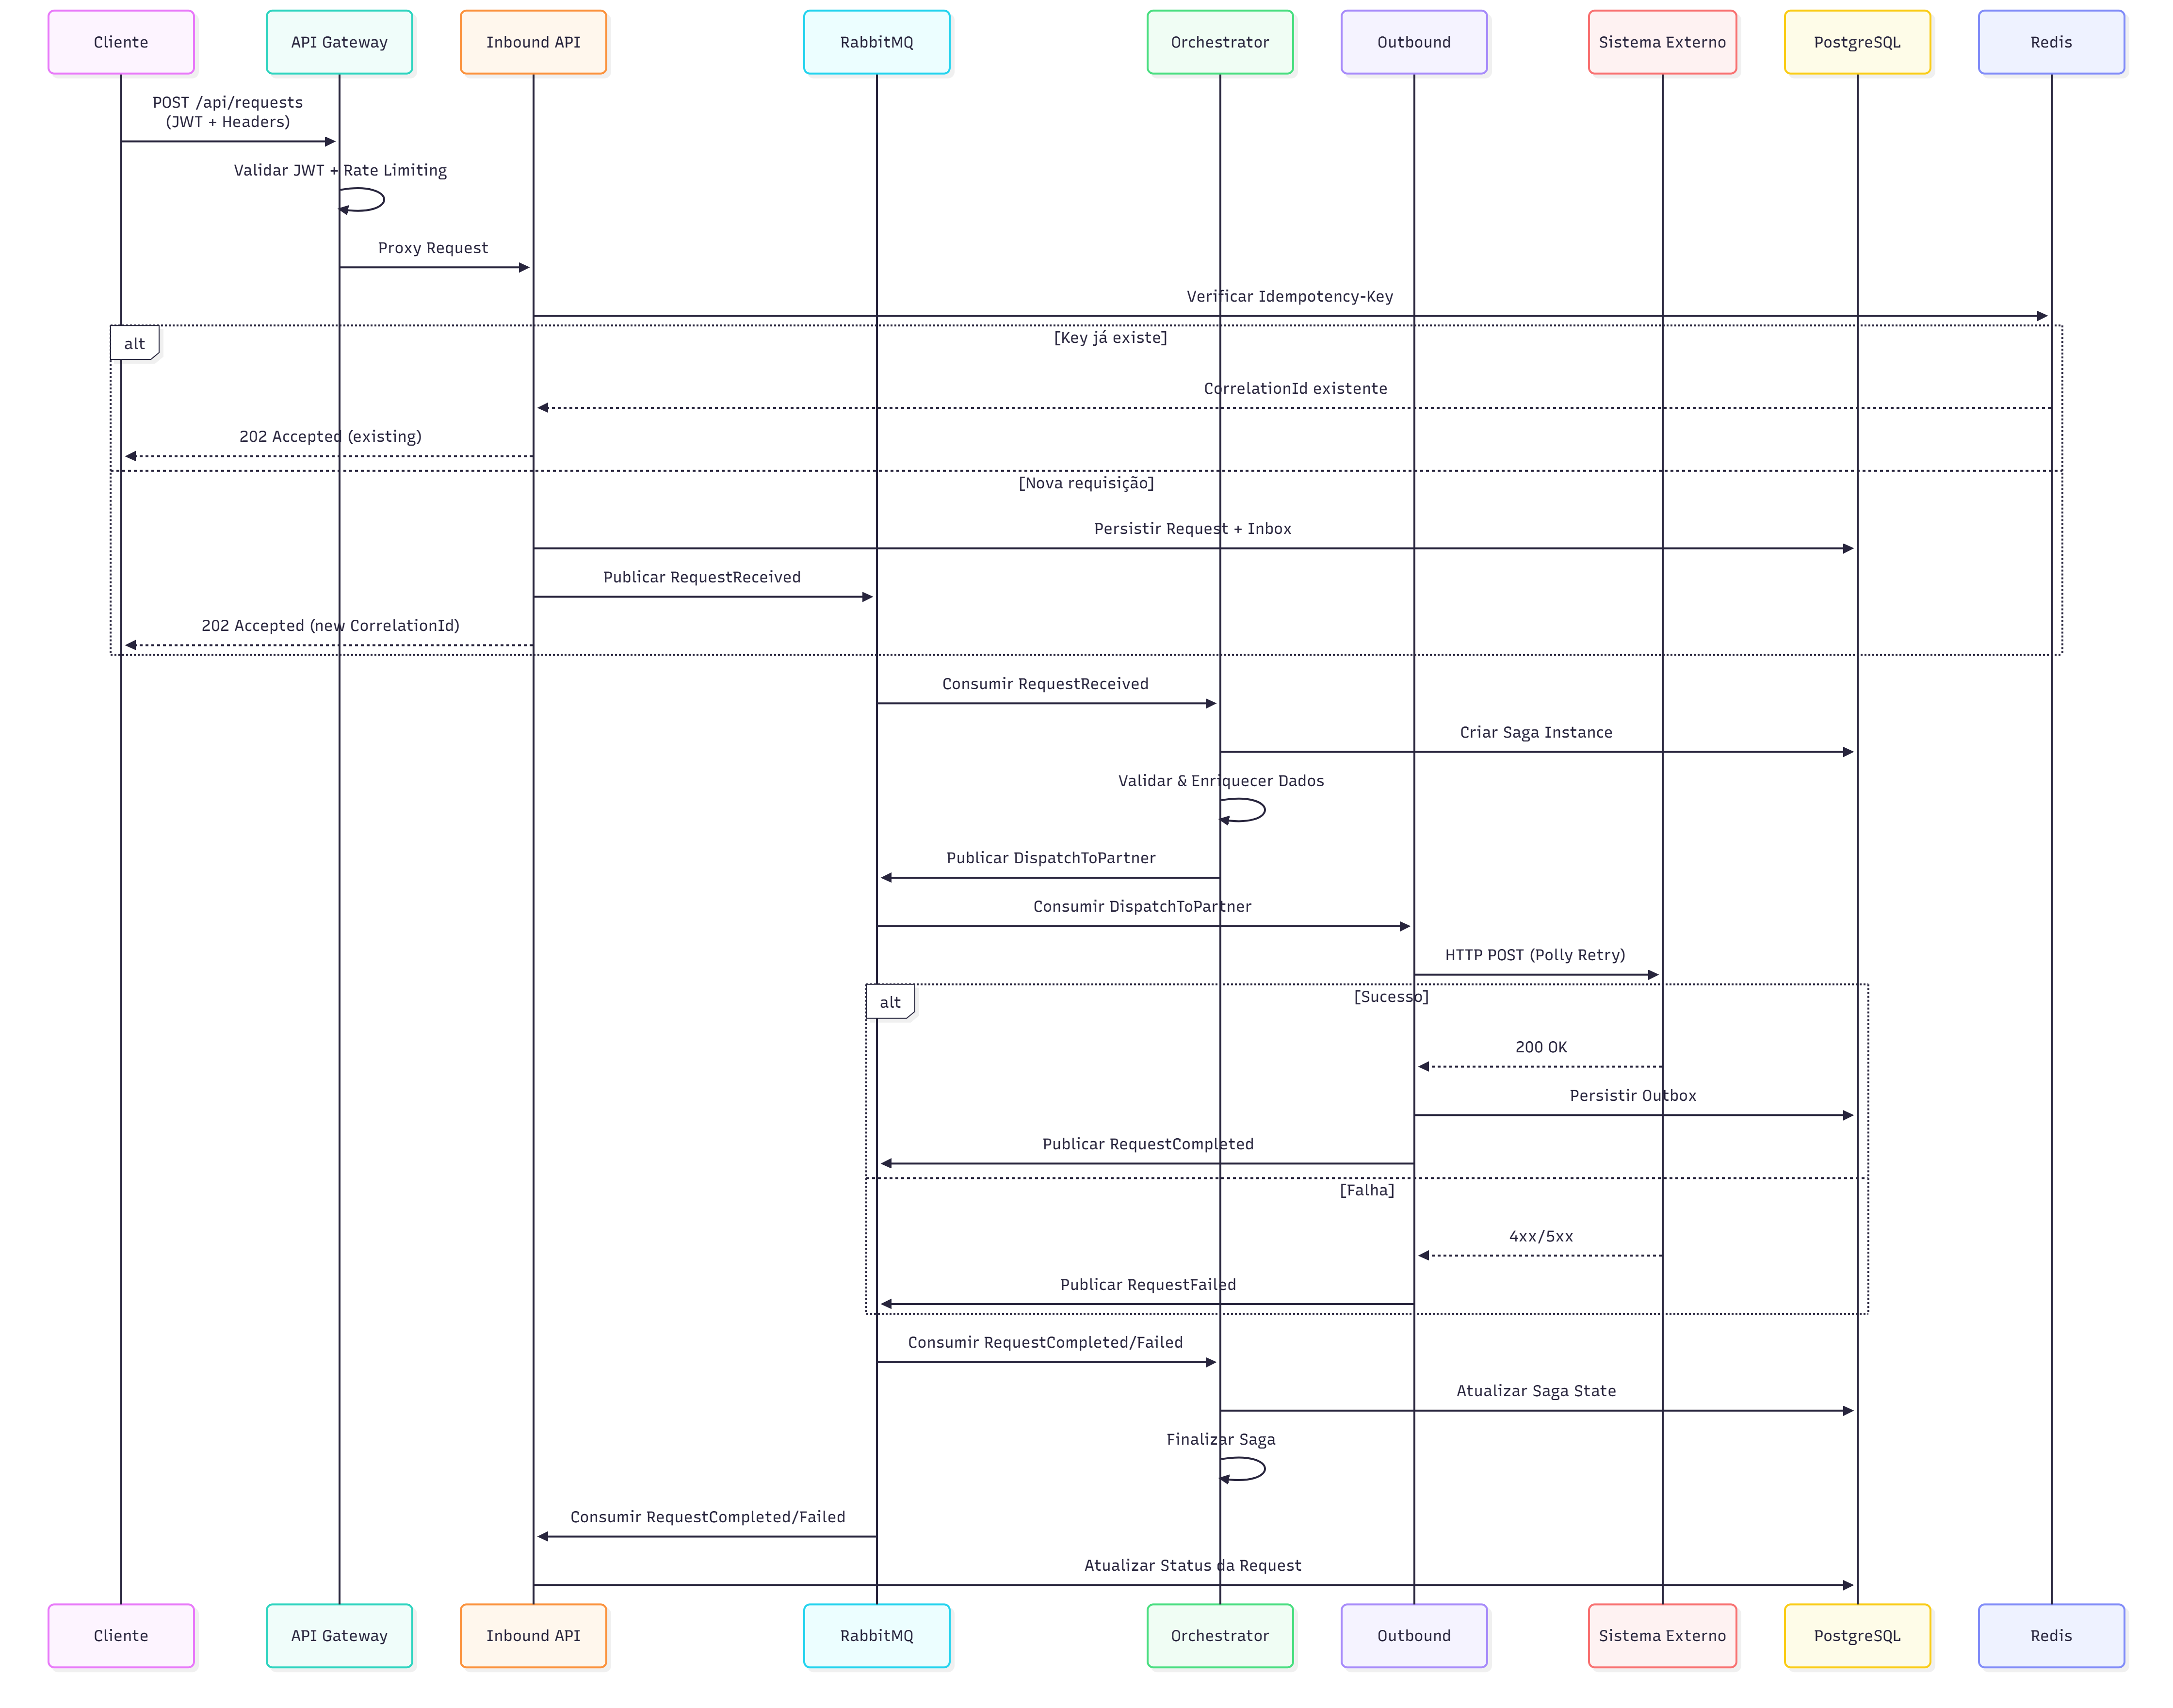 Cliente
API Gateway
Inbound API
RabbitMQ
Orchestrator
Outbound
Sistema Externo
PostgreSQL
Redis
POST /api/requests
(JWT + Headers)
Validar JWT + Rate Limiting
Proxy Request
Verificar Idempotency-Key
alt
[Key já existe]
CorrelationId existente
202 Accepted (existing)
[Nova requisição]
Persistir Request + Inbox
Publicar RequestReceived
202 Accepted (new CorrelationId)
Consumir RequestReceived
Criar Saga Instance
Validar & Enriquecer Dados
Publicar DispatchToPartner
Consumir DispatchToPartner
HTTP POST (Polly Retry)
alt
[Sucesso]
200 OK
Persistir Outbox
Publicar RequestCompleted
[Falha]
4xx/5xx
Publicar RequestFailed
Consumir RequestCompleted/Failed
Atualizar Saga State
Finalizar Saga
Consumir RequestCompleted/Failed
Atualizar Status da Request
Cliente
API Gateway
Inbound API
RabbitMQ
Orchestrator
Outbound
Sistema Externo
PostgreSQL
Redis